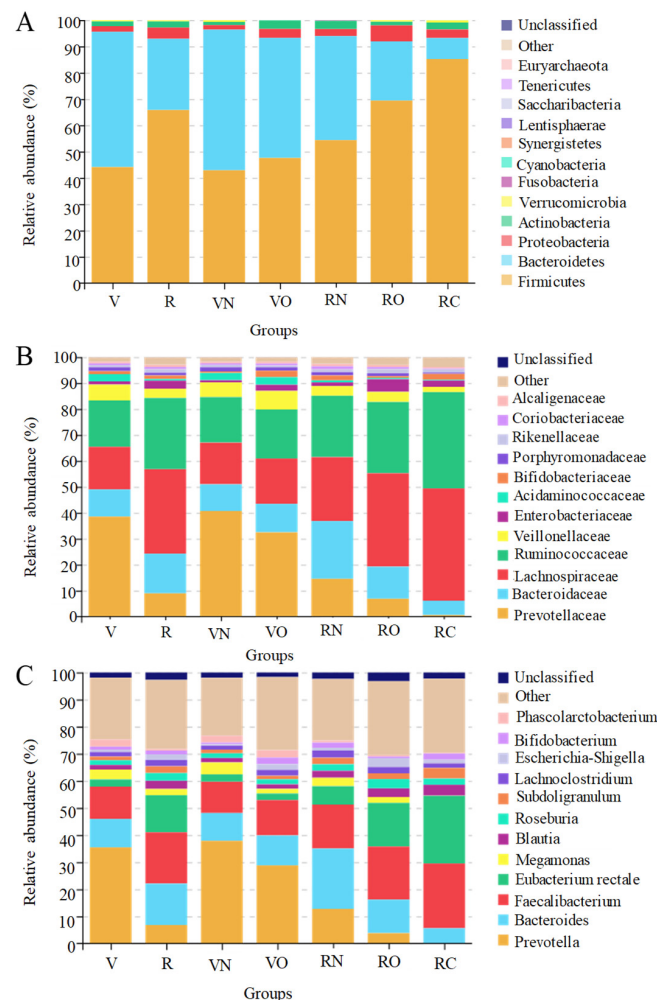 A
Relative abundance (%)
100
90
80
70
60
50
40
30
20
10
0
V R VN VO RN RO RC
Groups
Unclassified
Other
Euryarchaeota
Tenericutes
Saccharibacteria
Lentisphaerae
Synergistetes
Cyanobacteria
Fusobacteria
Verrucomicrobia
Actinobacteria
Proteobacteria
Bacteroidetes
Firmicutes
B
Relative abundance (%)
100
90
80
70
60
50
40
30
20
10
0
V R VN VO RN RO RC
Groups
Unclassified
Other
Alcaligenaceae
Coriobacteriaceae
Rikenellaceae
Porphyromonadaceae
Bifidobacteriaceae
Acidaminococcaceae
Enterobacteriaceae
Veillonellaceae
Ruminococcaceae
Lachnospiraceae
Bacteroidaceae
Prevotellaceae
C
Relative abundance (%)
100
90
80
70
60
50
40
30
20
10
0
V R VN VO RN RO RC
Groups
Unclassified
Other
Phascolarctobacterium
Bifidobacterium
Escherichia-Shigella
Lachnoclostridium
Subdoligranulum
Roseburia
Blautia
Megamonas
Eubacterium rectale
Faecalibacterium
Bacteroides
Prevotella